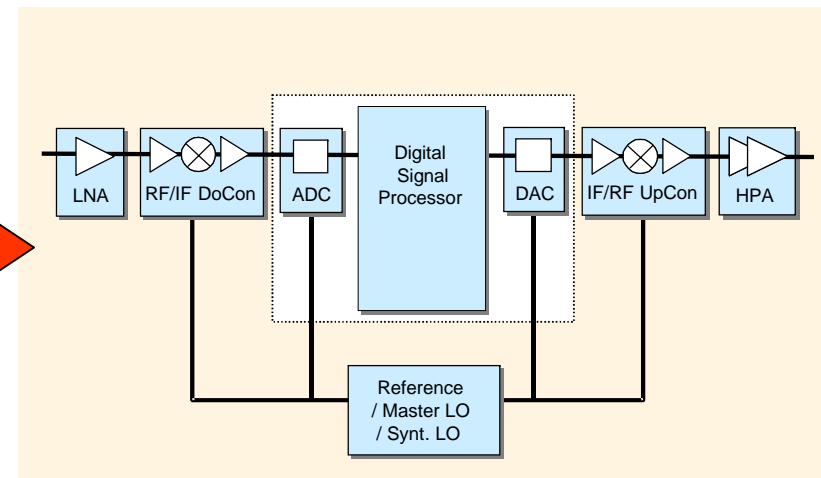 LNA
RF/IF DoCon
ADC
Digital
Signal
Processor
DAC
IF/RF UpCon
HPA
Reference
/ Master LO
/ Synt. LO